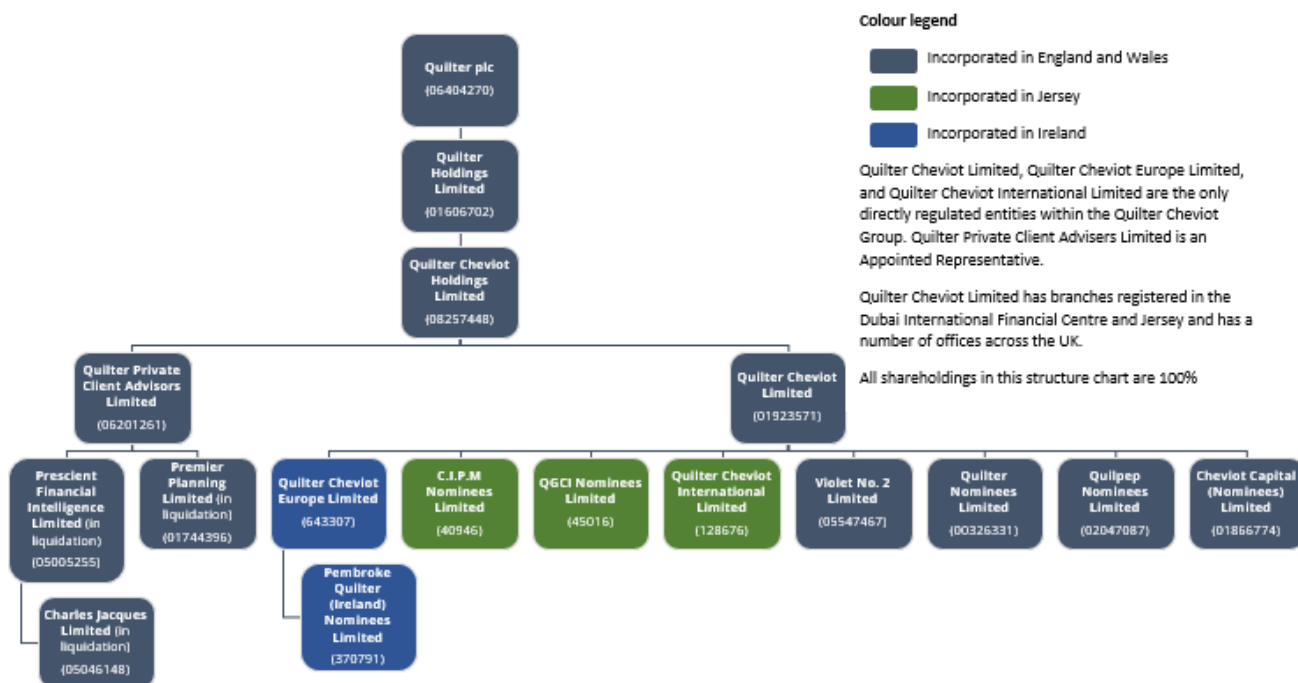 Colour legend
Incorporated in England and Wales
Incorporated in Jersey
Incorporated in Ireland
Quilter Cheviot Limited, Quilter Cheviot Europe Limited,
and Quilter Cheviot International Limited are the only
directly regulated entities within the Quilter Cheviot
Group. Quilter Private Client Advisers Limited is an
Appointed Representative.
Quilter Cheviot Limited has branches registered in the
Dubai International Financial Centre and Jersey and has a
number of offices across the UK.
All shareholdings in this structure chart are 100%
Quilter plc
(06404270)
Quilter
Holdings
Limited
(01606702)
Quilter Cheviot
Holdings
Limited
(08257448)
Quilter Private
Client Advisors
Limited
(06201261)
Quilter Cheviot
Limited
(01923571)
Prescient
Financial
Intelligence
Limited (in
liquidation)
(05005255)
Premier
Planning
Limited (in
liquidation)
(01744396)
Quilter Cheviot
Europe Limited
(643307)
C.I.P.M
Nominees
Limited
(40946)
QGCI Nominees
Limited
(45016)
Quilter Cheviot
International
Limited
(128676)
Violet No. 2
Limited
(05547467)
Quilter
Nominees
Limited
(00326331)
Quilpep
Nominees
Limited
(02047087)
Cheviot Capital
(Nominees) Limited
(01866774)
Charles Jacques
Limited (in
liquidation)
(05046148)
Pembroke
Quilter
(Ireland)
Nominees
Limited
(370791)